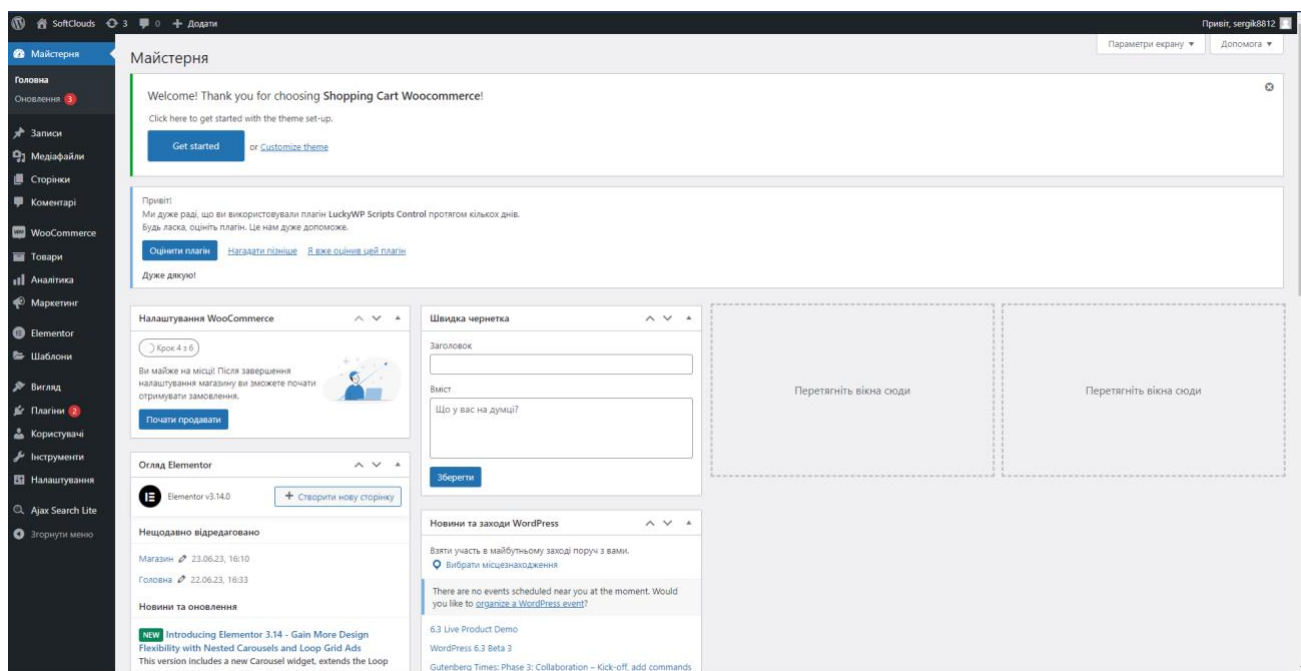 SoftClouds 3 0 + Додати
Привіт, sergik8812
Майстерня
Головна
Оновлення 3
Записи
Медіафайли
Сторінки
Коментарі
WooCommerce
Товари
Аналітика
Маркетинг
Elementor
Шаблони
Вигляд
Плагіни 2
Користувачі
Інструменти
Налаштування
Ajax Search Lite
Згорнути меню
Параметри екрану ▼ Допомога ▼
Майстерня
Welcome! Thank you for choosing Shopping Cart Woocommerce!
Click here to get started with the theme set-up.
Get started or Customize theme
Привіт!
Ми дуже раді, що ви використовували плагін LuckyWP Scripts Control протягом кількох днів.
Будь ласка, оцініть плагін. Це нам дуже допоможе.
Оцінити плагін Нагадати пізніше Я вже оцінив цей плагін
Дуже дякую!
Налаштування WooCommerce
Крок 4 з 6
Ви майже на місці! Після завершення
налаштування магазину ви зможете почати
отримувати замовлення.
Почати продавати
Огляд Elementor
Elementor v3.14.0 + Створити нову сторінку
Нещодавно відредаговано
Магазин 23.06.23, 16:10
Головна 22.06.23, 16:33
Новини та оновлення
NEW Introducing Elementor 3.14 - Gain More Design
Flexibility with Nested Carousels and Loop Grid Ads
This version includes a new Carousel widget, extends the Loop
Швидка чернетка
Заголовок
Вміст
Що у вас на думці?
Зберегти
Новини та заходи WordPress
Взяти участь в майбутньому заході поруч з вами.
Вибрати місцезнаходження
There are no events scheduled near you at the moment. Would
you like to organize a WordPress event?
6.3 Live Product Demo
WordPress 6.3 Beta 3
Gutenberg Times: Phase 3: Collaboration – Kick-off, add commands
Перетягніть вікна сюди
Перетягніть вікна сюди